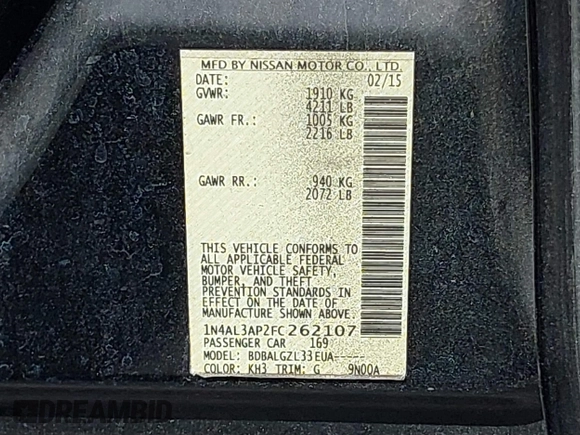 MFD BY NISSAN MOTOR CO., LTD.
DATE: 02/15
GVWR: 1910 KG
4211 LB
GAWR FR.: 1005 KG
2216 LB
GAWR RR.: 940 KG
2072 LB
THIS VEHICLE CONFORMS TO
ALL APPLICABLE FEDERAL
MOTOR VEHICLE SAFETY,
BUMPER, AND THEFT
PREVENTION STANDARDS IN
EFFECT ON THE DATE OF
MANUFACTURE SHOWN ABOVE.
1N4AL3AP2FC262107
PASSENGER CAR 169
MODEL: BDBALGZL33EUA-----
COLOR: KH3 TRIM: G 9N00A
DREAMBID